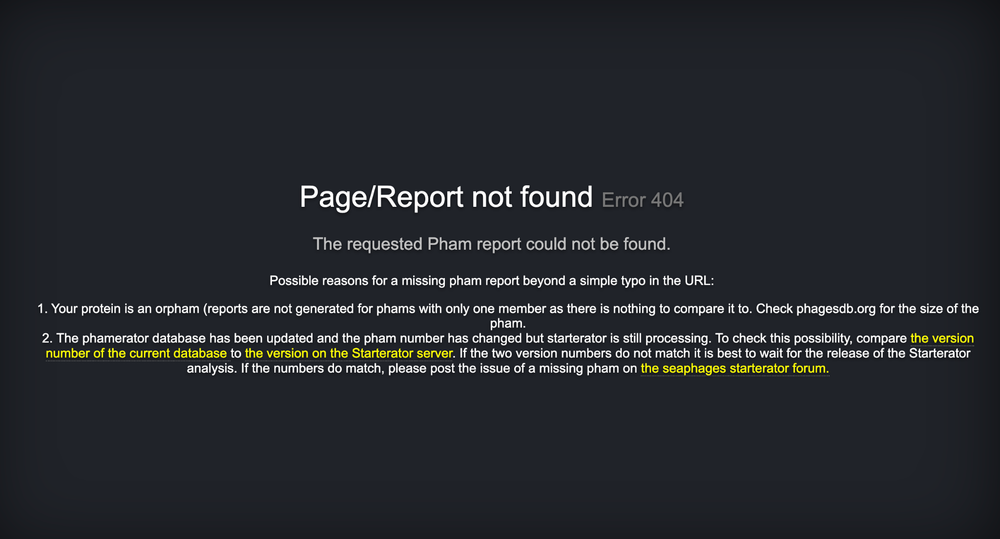 Page/Report not found Error 404
The requested Pham report could not be found.
Possible reasons for a missing pham report beyond a simple typo in the URL:
1. Your protein is an orpham (reports are not generated for phams with only one member as there is nothing to compare it to. Check phagesdb.org for the size of the
pham.
2. The phamerator database has been updated and the pham number has changed but starterator is still processing. To check this possibility, compare the version
number of the current database to the version on the Starterator server. If the two version numbers do not match it is best to wait for the release of the Starterator
analysis. If the numbers do match, please post the issue of a missing pham on the seaphages starterator forum.